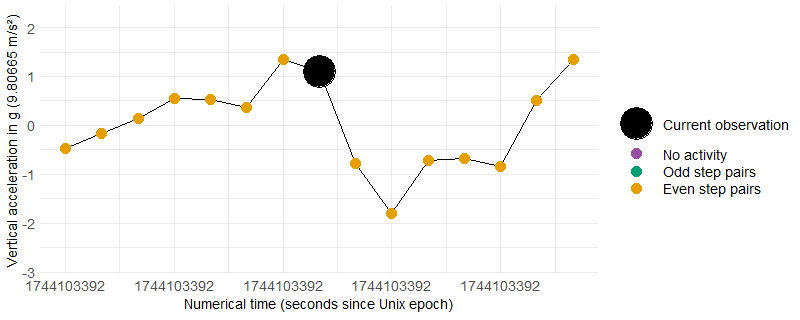 Vertical acceleration in g (9.80665 m/s²)
2
1
0
-1
-2
-3
1744103392 1744103392 1744103392 1744103392 1744103392
Numerical time (seconds since Unix epoch)
Current observation
No activity
Odd step pairs
Even step pairs